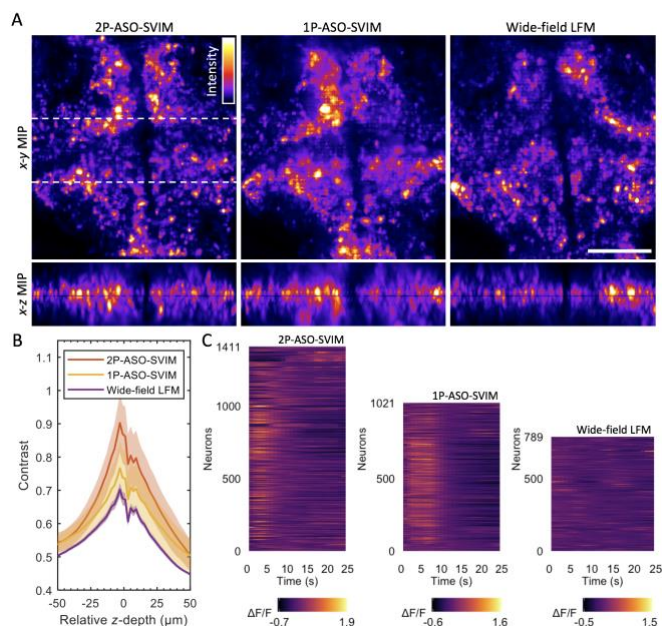 A
2P-ASO-SVIM
1P-ASO-SVIM
Wide-field LFM
Intensity
x-y MIP
x-z MIP
B
1.1
1
0.9
0.8
0.7
0.6
0.5
0.4
Contrast
2P-ASO-SVIM
1P-ASO-SVIM
Wide-field LFM
-50
-25
0
25
50
Relative z-depth (µm)
C
2P-ASO-SVIM
1411
1000
500
0
Neurons
0 5 10 15 20 25
Time (s)
ΔF/F
-0.7
1.9
1P-ASO-SVIM
1021
500
0
Neurons
0 5 10 15 20 25
Time (s)
ΔF/F
-0.6
1.6
Wide-field LFM
789
500
0
Neurons
0 5 10 15 20 25
Time (s)
ΔF/F
-0.5
1.5